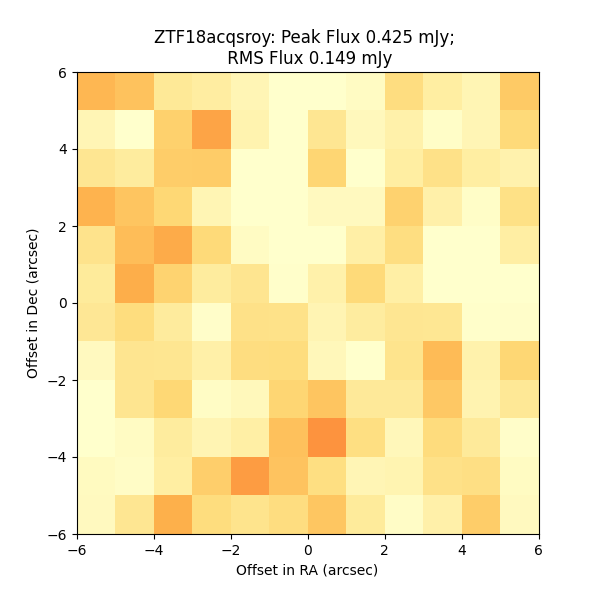 ZTF18acqsroy: Peak Flux 0.425 mJy;
RMS Flux 0.149 mJy
6
4
2
0
−2
−4
−6
Offset in Dec (arcsec)
−6 −4 −2 0 2 4 6
Offset in RA (arcsec)